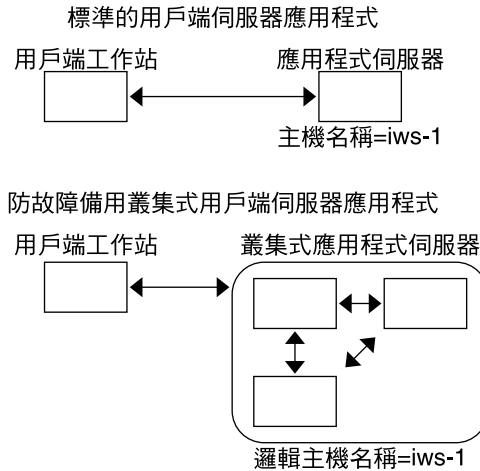 標準的用戶端伺服器應用程式
用戶端工作站
應用程式伺服器
主機名稱=iws-1
防故障備用叢集式用戶端伺服器應用程式
用戶端工作站
叢集式應用程式伺服器
邏輯主機名稱=iws-1